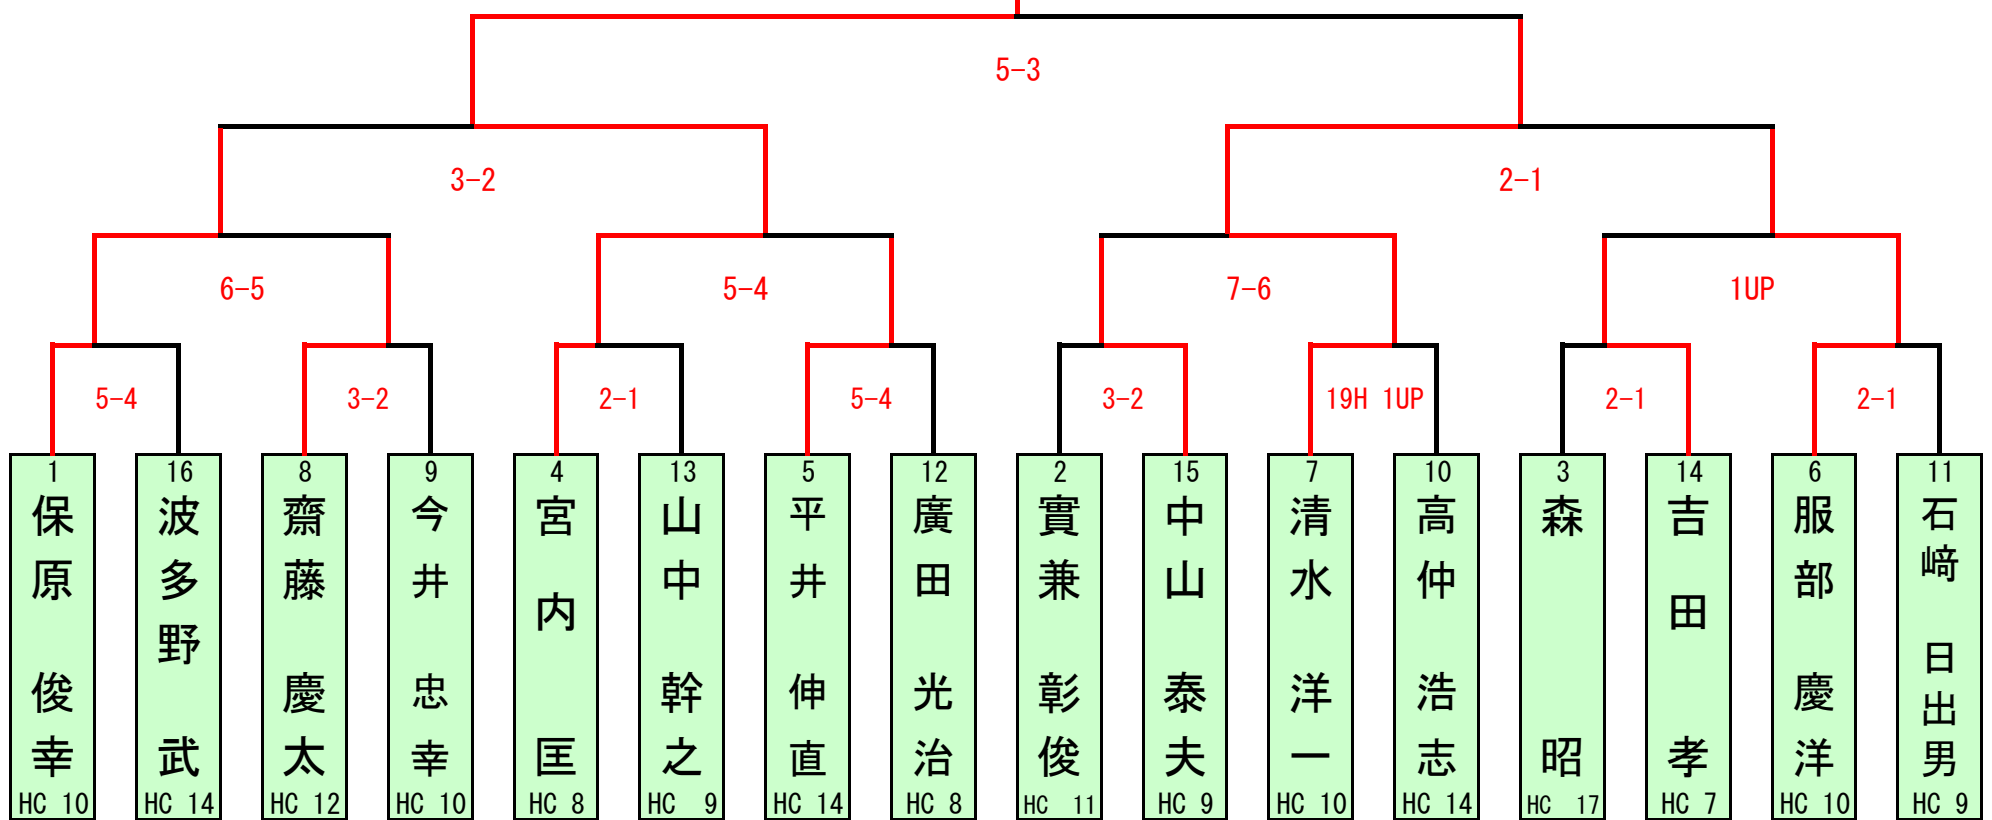 5-3
3-2
2-1
6-5
5-4
7-6
1UP
5-4
3-2
2-1
5-4
3-2
19H 1UP
2-1
2-1
1
保原 俊幸
HC 10
16
波多野 武
HC 14
8
齋藤 慶太
HC 12
9
今井 忠幸
HC 10
4
宮内 匡
HC 8
13
山中 幹之
HC 9
5
平井 伸直
HC 14
12
廣田 光治
HC 8
2
實兼 彰俊
HC 11
15
中山 泰夫
HC 9
7
清水 洋一
HC 10
10
高仲 浩志
HC 14
3
森 昭
HC 17
14
吉田 孝
HC 7
6
服部 慶洋
HC 10
11
石﨑 日出男
HC 9